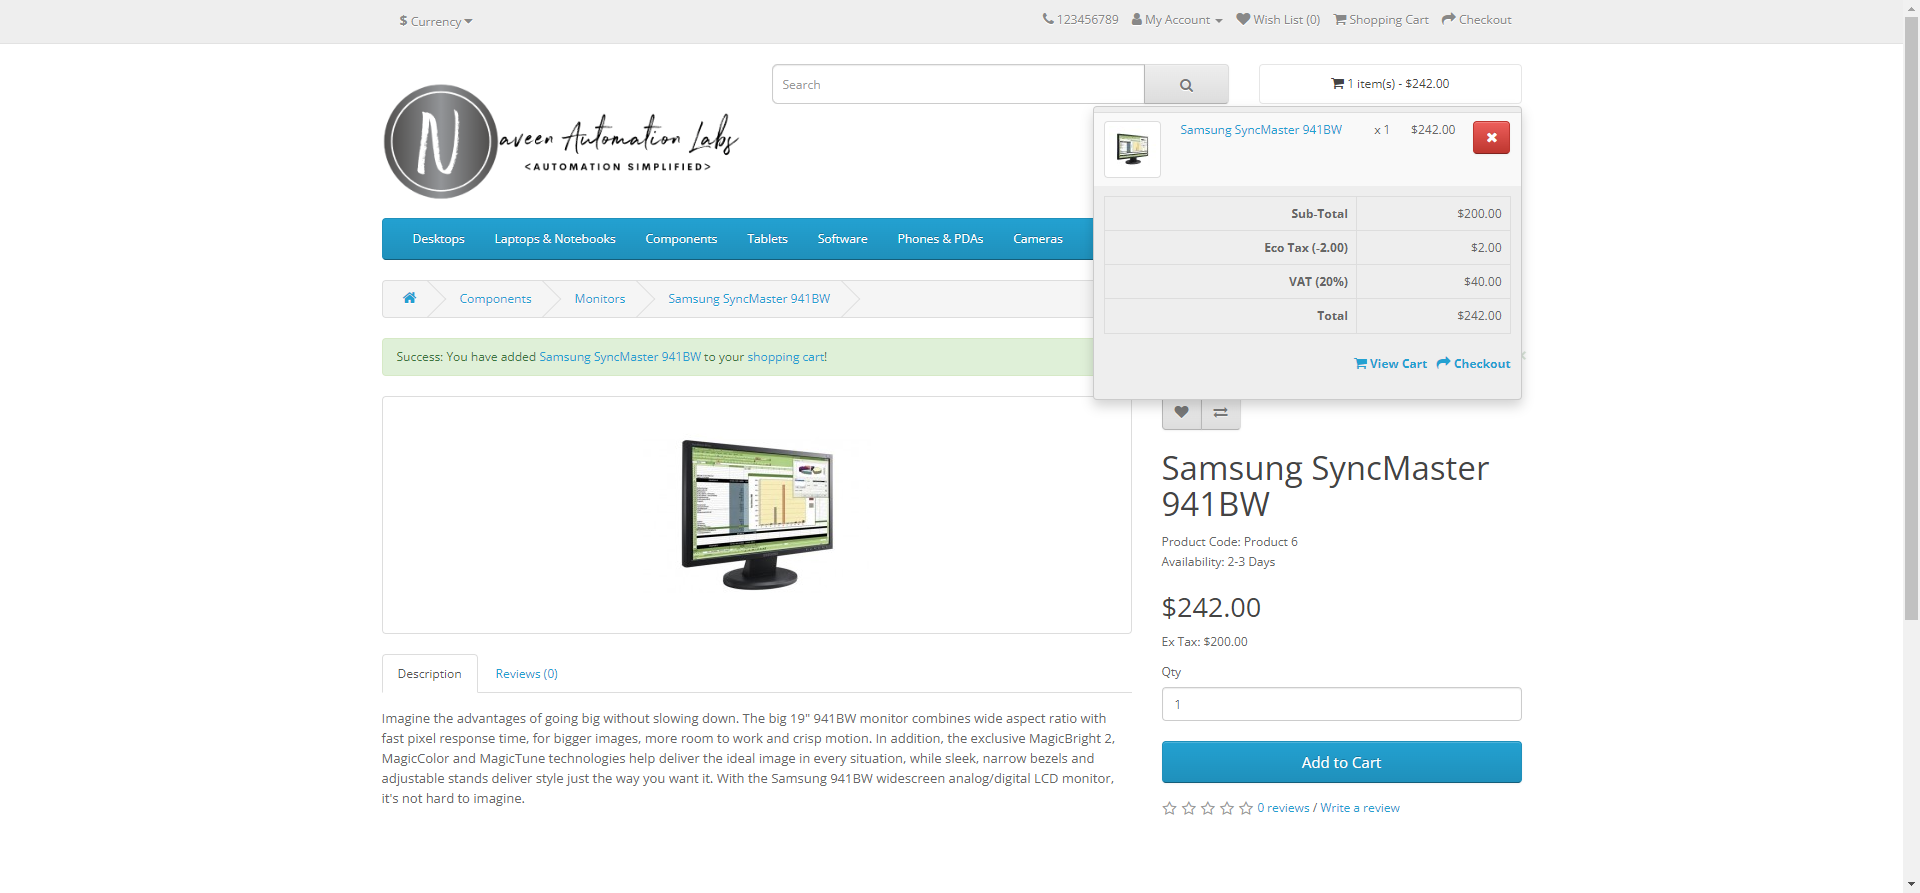 $ Currency
123456789 My Account Wish List (0) Shopping Cart Checkout
Search
1 item(s) - $242.00
N aveen Automation Labs
<AUTOMATION SIMPLIFIED>
Samsung SyncMaster 941BW x 1 $242.00
Sub-Total $200.00
Eco Tax (-2.00) $2.00
VAT (20%) $40.00
Total $242.00
View Cart Checkout
Desktops Laptops & Notebooks Components Tablets Software Phones & PDAs Cameras
Components Monitors Samsung SyncMaster 941BW
Success: You have added Samsung SyncMaster 941BW to your shopping cart!
Samsung SyncMaster
941BW
Product Code: Product 6
Availability: 2-3 Days
$242.00
Ex Tax: $200.00
Qty
1
Add to Cart
0 reviews / Write a review
Description Reviews (0)
Imagine the advantages of going big without slowing down. The big 19" 941BW monitor combines wide aspect ratio with
fast pixel response time, for bigger images, more room to work and crisp motion. In addition, the exclusive MagicBright 2,
MagicColor and MagicTune technologies help deliver the ideal image in every situation, while sleek, narrow bezels and
adjustable stands deliver style just the way you want it. With the Samsung 941BW widescreen analog/digital LCD monitor,
it's not hard to imagine.